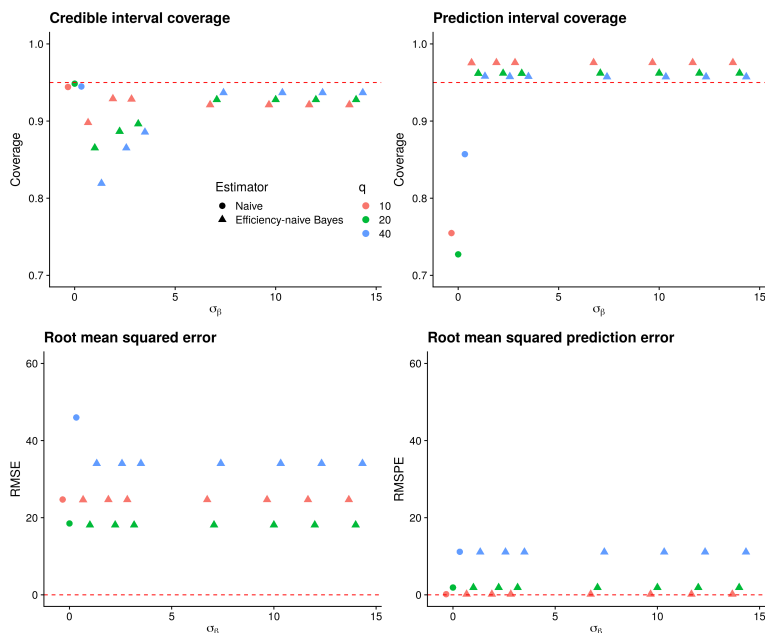 Credible interval coverage
Prediction interval coverage
1.0
0.9
0.8
0.7
Coverage
0
5
10
15
σβ
Estimator
Naive
Efficiency-naive Bayes
q
10
20
40
1.0
0.9
0.8
0.7
Coverage
0
5
10
15
σβ
Root mean squared error
Root mean squared prediction error
60
40
20
0
RMSE
0
5
10
15
σβ
60
40
20
0
RMSPE
0
5
10
15
σβ